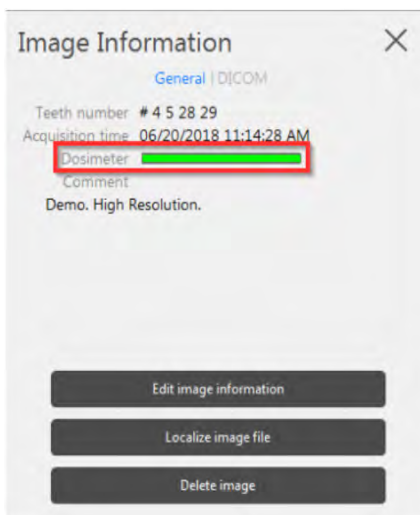 Image Information
General | DICOM
Teeth number # 4 5 28 29
Acquisition time 06/20/2018 11:14:28 AM
Dosimeter
Comment
Demo. High Resolution.
Edit image information
Localize image file
Delete image